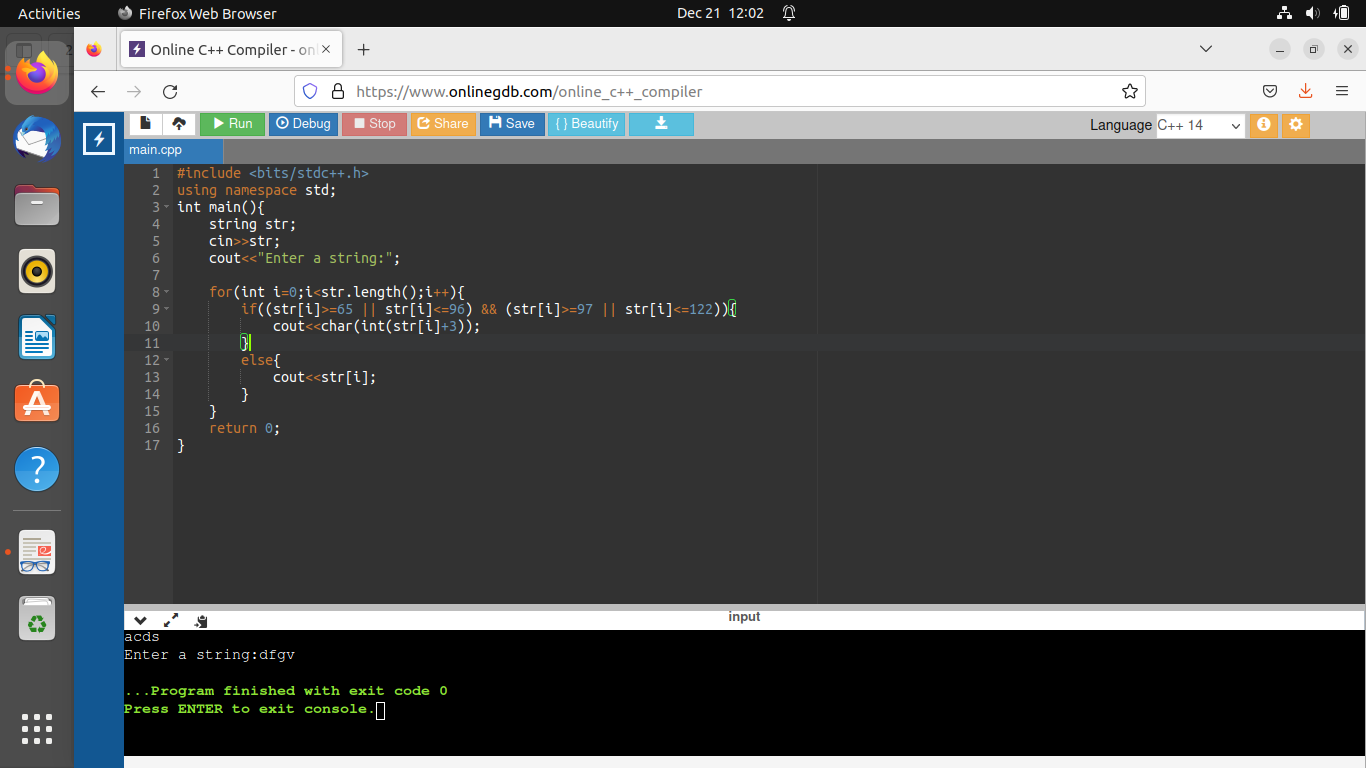 Activities Firefox Web Browser Dec 21 12:02
Online C++ Compiler - onl
https://www.onlinegdb.com/online_c++_compiler
Run Debug Stop Share Save { } Beautify Language C++ 14
main.cpp
1 #include <bits/stdc++.h>
2 using namespace std;
3 int main(){
4 string str;
5 cin>>str;
6 cout<<"Enter a string:";
7
8 for(int i=0;i<str.length();i++){
9 if((str[i]>=65 || str[i]<=96) && (str[i]>=97 || str[i]<=122)){
10 cout<<char(int(str[i]+3));
11 }
12 else{
13 cout<<str[i];
14 }
15 }
16 return 0;
17 }
input
acds
Enter a string:dfgv
...Program finished with exit code 0
Press ENTER to exit console.